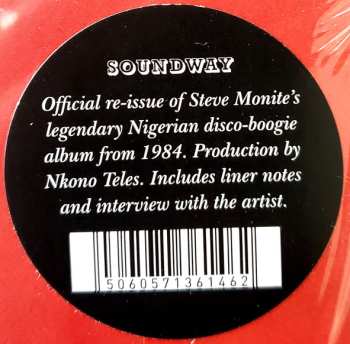 SOUNDWAY
Official re-issue of Steve Monite's
legendary Nigerian disco-boogie
album from 1984. Production by
Nkono Teles. Includes liner notes
and interview with the artist.
5060571361462